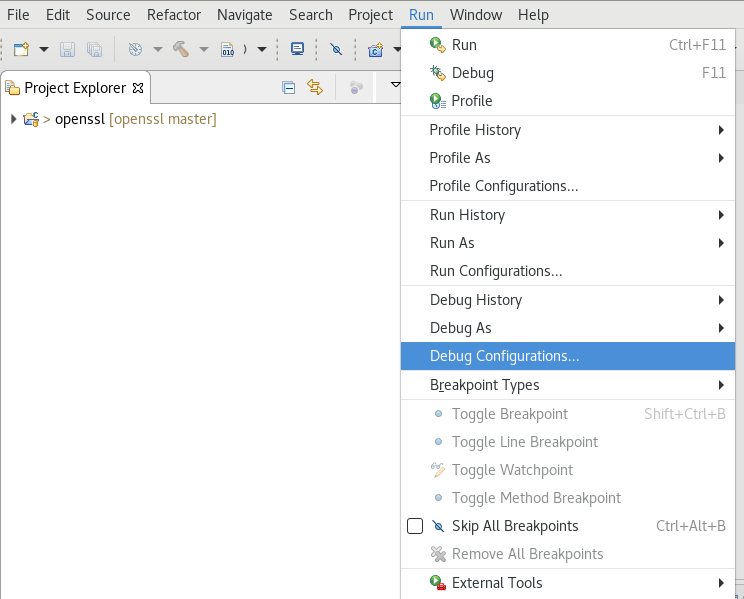 File Edit Source Refactor Navigate Search Project Run Window Help
010
Project Explorer
> openssl [openssl master]
Run Ctrl+F11
Debug F11
Profile
Profile History
Profile As
Profile Configurations...
Run History
Run As
Run Configurations...
Debug History
Debug As
Debug Configurations...
Breakpoint Types
Toggle Breakpoint Shift+Ctrl+B
Toggle Line Breakpoint
Toggle Watchpoint
Toggle Method Breakpoint
Skip All Breakpoints Ctrl+Alt+B
Remove All Breakpoints
External Tools